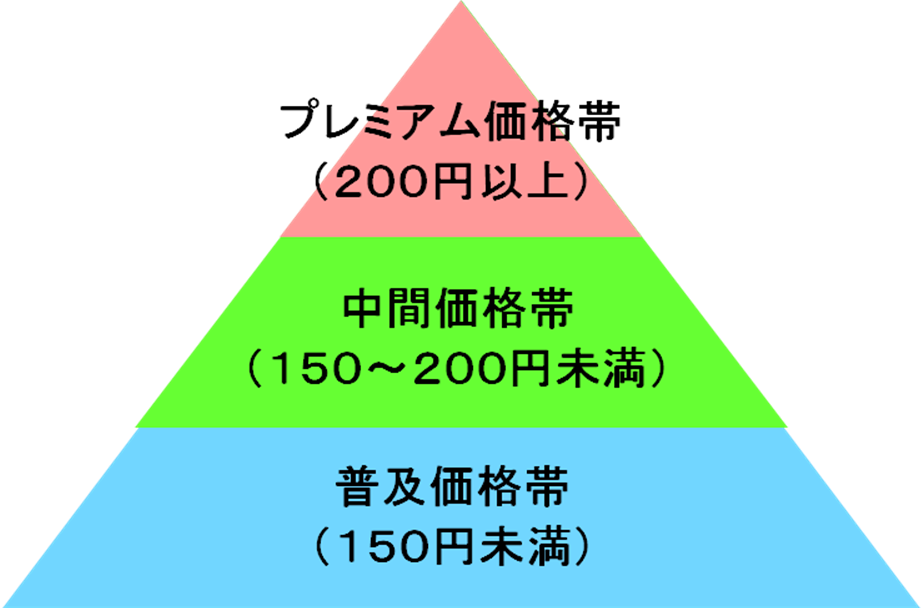 プレミアム価格帯
（200円以上）
中間価格帯
（150～200円未満）
普及価格帯
（150円未満）